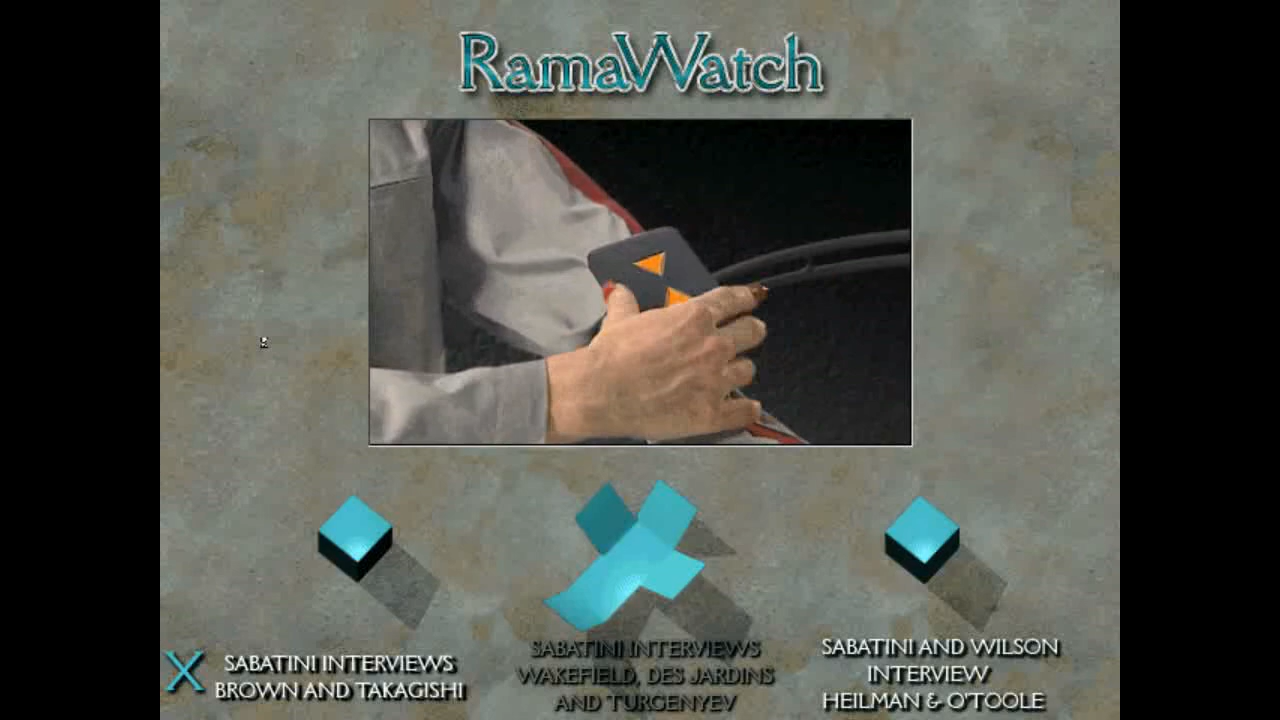 RamaWatch
X SABATINI INTERVIEWS
BROWN AND TAKAGISHI
SABATINI INTERVIEWS
WAKEFIELD, DES JARDINS
AND TURGENYEV
SABATINI AND WILSON
INTERVIEW
HEILMAN & O'TOOLE